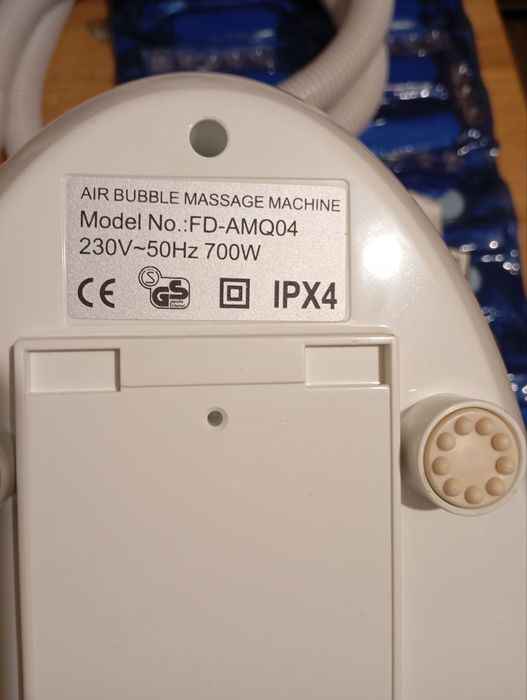 AIR BUBBLE MASSAGE MACHINE
Model No.:FD-AMQ04
230V~50Hz 700W
CE S GS IPX4